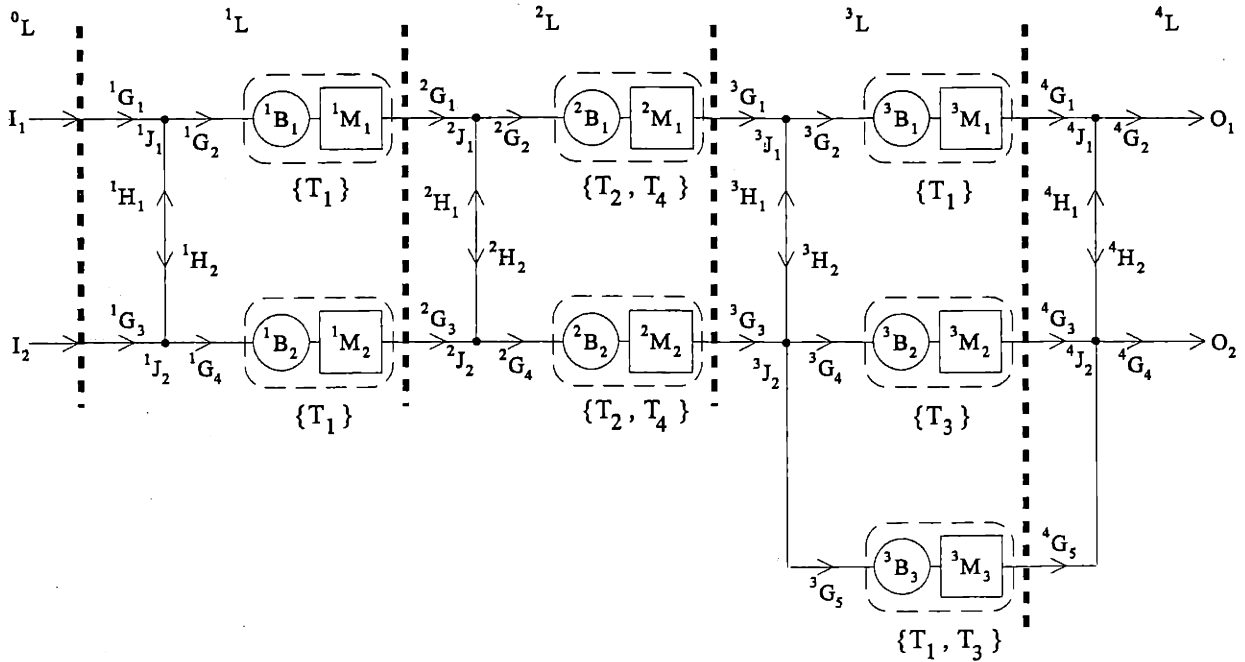 ⁰L ¹L ²L ³L ⁴L
¹G₁ ²G₁ ³G₁ ⁴G₁
I₁ ¹B₁ ¹M₁ ²B₁ ²M₁ ³B₁ ³M₁ O₁
¹J₁ ¹G₂ ²J₁ ²G₂ ³J₁ ³G₂ ⁴J₁ ⁴G₂
{T₁} {T₂, T₄} {T₁}
¹H₁ ²H₁ ³H₁ ⁴H₁
¹H₂ ²H₂ ³H₂ ⁴H₂
¹G₃ ²G₃ ³G₃ ⁴G₃
I₂ ¹B₂ ¹M₂ ²B₂ ²M₂ ³B₂ ³M₂ O₂
¹J₂ ¹G₄ ²J₂ ²G₄ ³J₂ ³G₄ ⁴J₂ ⁴G₄
{T₁} {T₂, T₄} {T₃}
⁴G₅
³B₃ ³M₃
³G₅
{T₁, T₃}